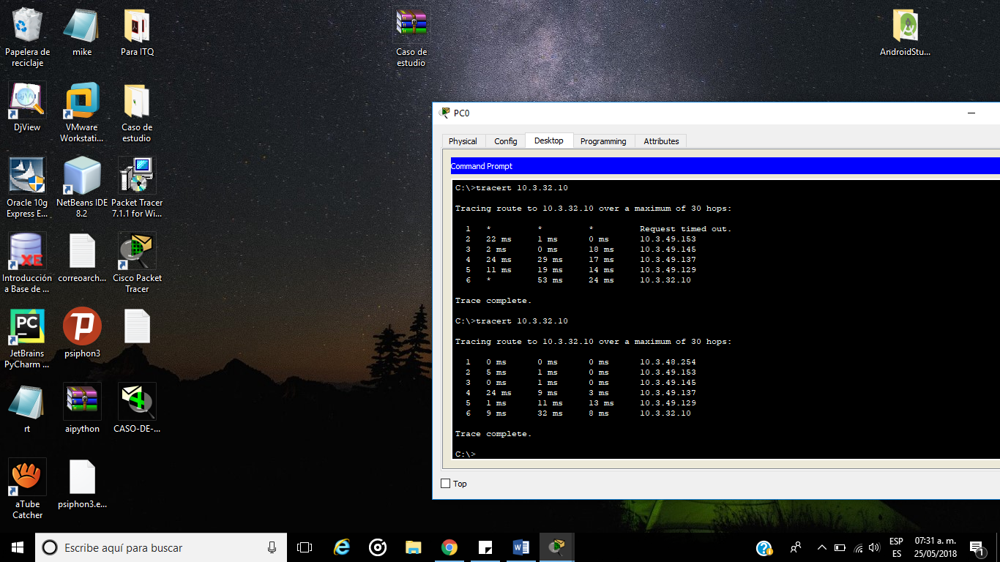 Papelera de
reciclaje
mike
Para ITQ
Caso de
estudio
AndroidStu...
DjView
VMware
Workstati...
Caso de
estudio
Oracle 10g
Express E...
NetBeans IDE
8.2
Packet Tracer
7.1.1 for Wi...
XE
Introducción
a Base de ...
correoarch...
Cisco Packet
Tracer
PC
JetBrains
PyCharm ...
psiphon3
rt
aipython
CASO-DE-...
aTube
Catcher
psiphon3.e...
PC0
Physical
Config
Desktop
Programming
Attributes
Command Prompt
C:\>tracert 10.3.32.10
Tracing route to 10.3.32.10 over a maximum of 30 hops:
1 * * * Request timed out.
2 22 ms 1 ms 0 ms 10.3.49.153
3 2 ms 0 ms 18 ms 10.3.49.145
4 24 ms 29 ms 17 ms 10.3.49.137
5 11 ms 19 ms 14 ms 10.3.49.129
6 * 53 ms 24 ms 10.3.32.10
Trace complete.
C:\>tracert 10.3.32.10
Tracing route to 10.3.32.10 over a maximum of 30 hops:
1 0 ms 0 ms 0 ms 10.3.48.254
2 5 ms 1 ms 0 ms 10.3.49.153
3 0 ms 1 ms 0 ms 10.3.49.145
4 24 ms 9 ms 3 ms 10.3.49.137
5 1 ms 11 ms 13 ms 10.3.49.129
6 9 ms 32 ms 8 ms 10.3.32.10
Trace complete.
C:\>
Top
Escribe aquí para buscar
ESP
ES
07:31 a. m.
25/05/2018
1